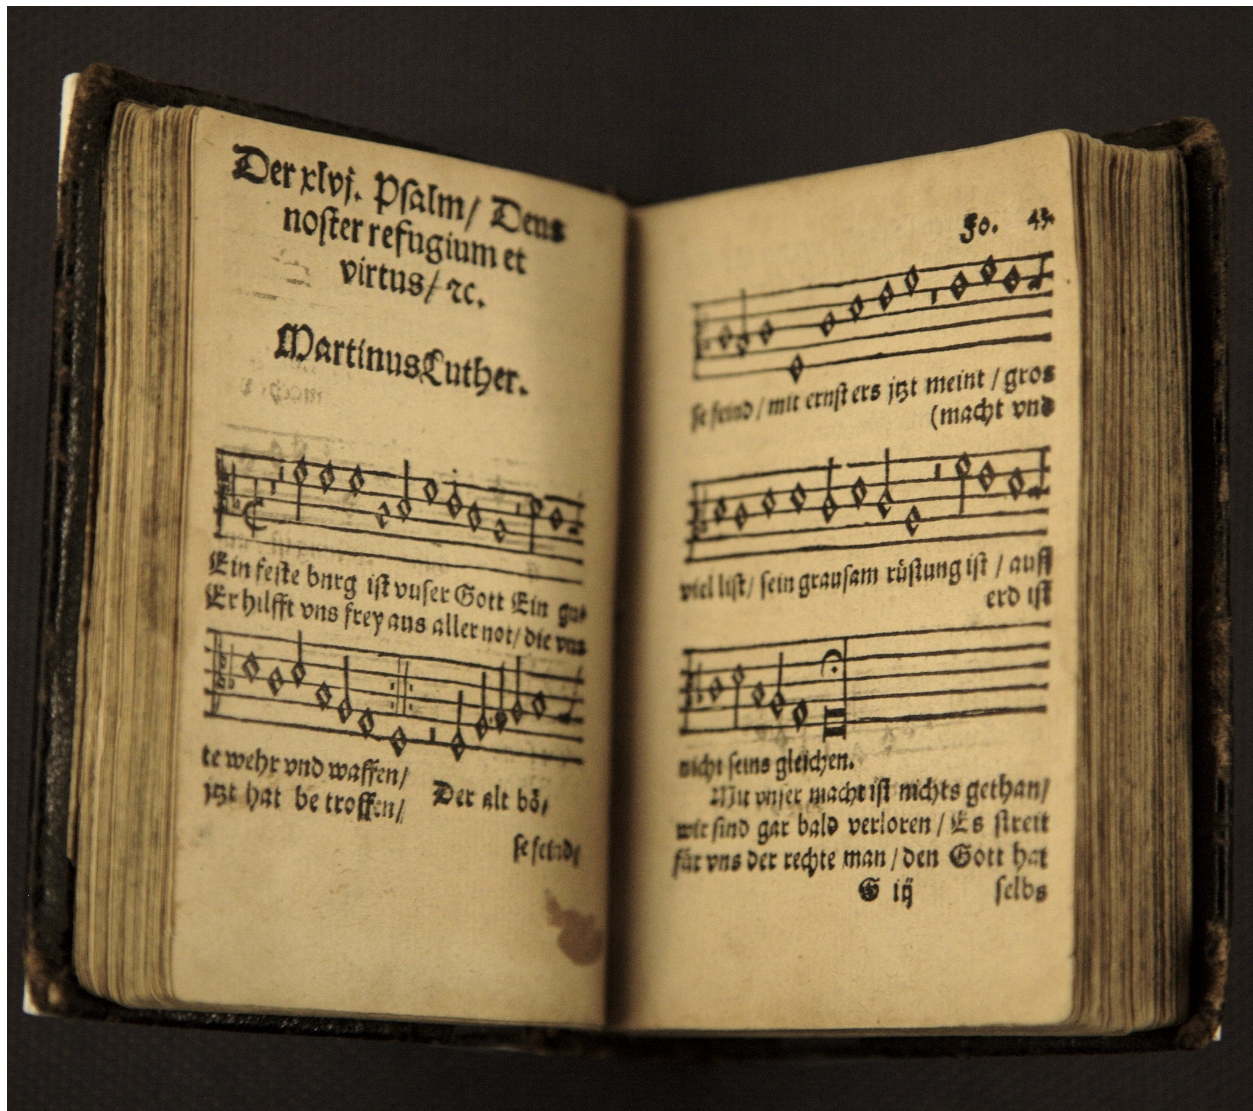 Der xlvj. Psalm/ Deus
noster refugium et
virtus/ ⁊c.
Martinus Luther.
Ein feste bnrg ist vnser Gott Ein gu⸗
Er hilfft vns frey aus aller not/ die vns
te wehr vnd waffen/
jtzt hat be troffen/
Der alt bö⸗
se feind/
Fo. 43.
se feind/ mit ernst ers jtzt meint / gros
(macht vnd
viel list/ sein grausam rüstung ist / auff
erd ist
nicht seins gleichen.
Mit vnser macht ist nichts gethan/
wir sind gar bald verloren / Es streit
für vns der rechte man / den Gott hat
G iij selbs